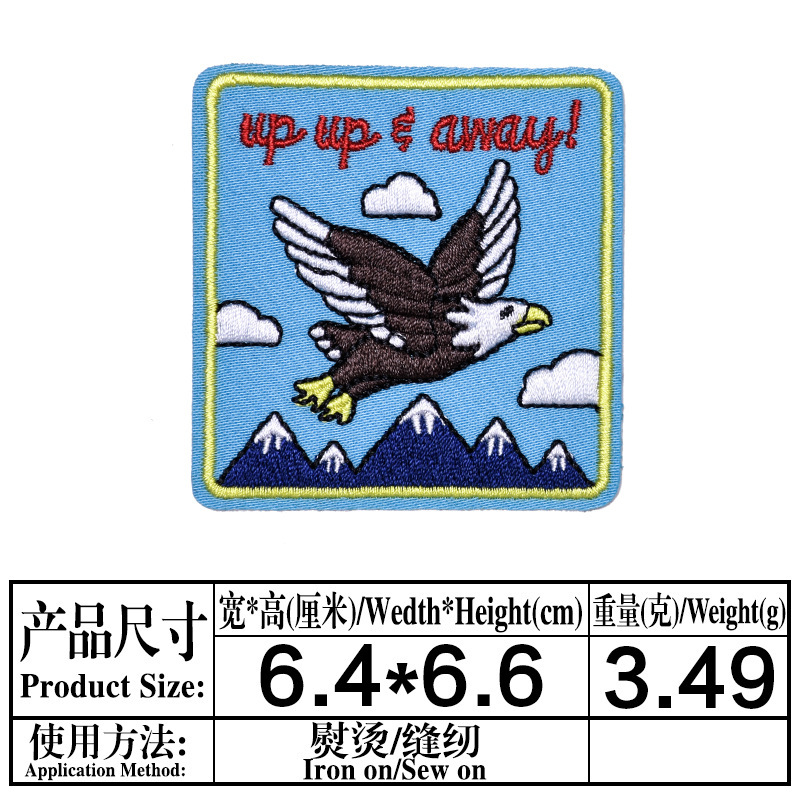 up up & away!
产品尺寸
Product Size:
宽*高(厘米)/Wedth*Height(cm)
6.4*6.6
重量(克)/Weight(g)
3.49
使用方法:
Application Method:
熨烫/缝纫
Iron on/Sew on